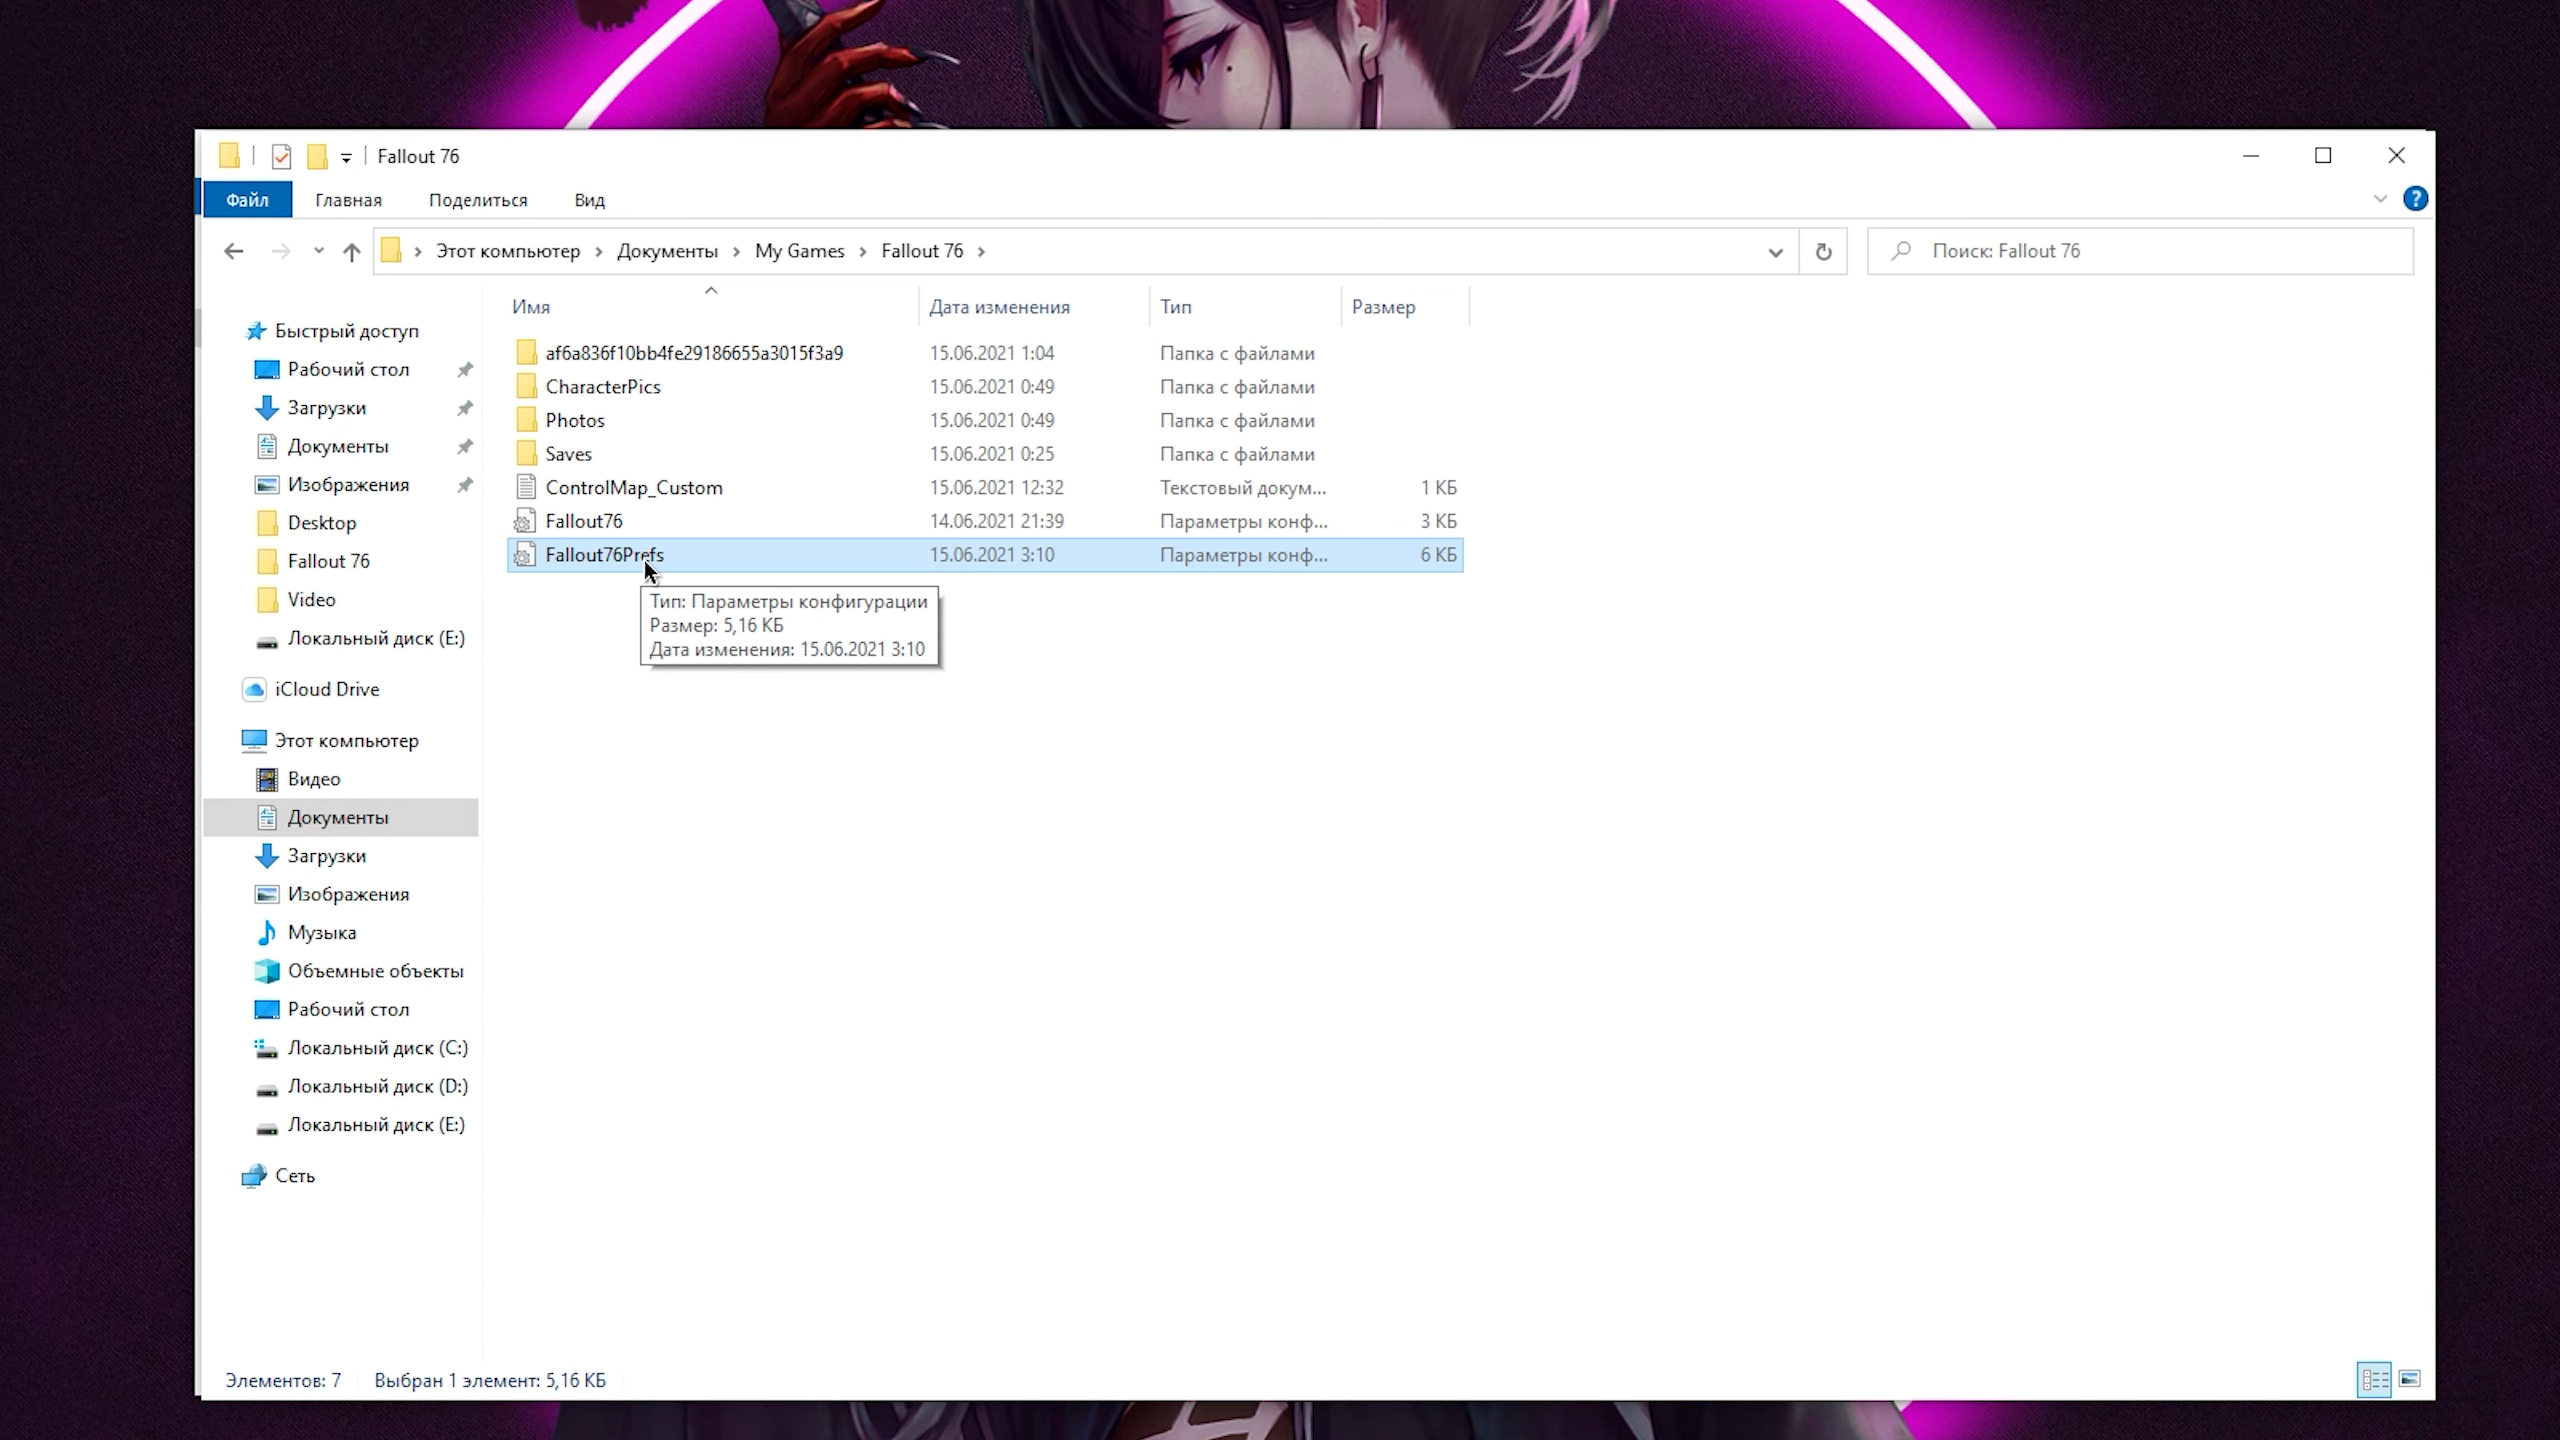 Fallout 76
Файл Главная Поделиться Вид
Этот компьютер Документы My Games Fallout 76
Поиск: Fallout 76
Имя Дата изменения Тип Размер
af6a836f10bb4fe29186655a3015f3a9 15.06.2021 1:04 Папка с файлами
CharacterPics 15.06.2021 0:49 Папка с файлами
Photos 15.06.2021 0:49 Папка с файлами
Saves 15.06.2021 0:25 Папка с файлами
ControlMap_Custom 15.06.2021 12:32 Текстовый докум... 1 КБ
Fallout76 14.06.2021 21:39 Параметры конф... 3 КБ
Fallout76Prefs 15.06.2021 3:10 Параметры конф... 6 КБ
Тип: Параметры конфигурации
Размер: 5,16 КБ
Дата изменения: 15.06.2021 3:10
Быстрый доступ
Рабочий стол
Загрузки
Документы
Изображения
Desktop
Fallout 76
Video
Локальный диск (E:)
iCloud Drive
Этот компьютер
Видео
Документы
Загрузки
Изображения
Музыка
Объемные объекты
Рабочий стол
Локальный диск (C:)
Локальный диск (D:)
Локальный диск (E:)
Сеть
Элементов: 7 Выбран 1 элемент: 5,16 КБ